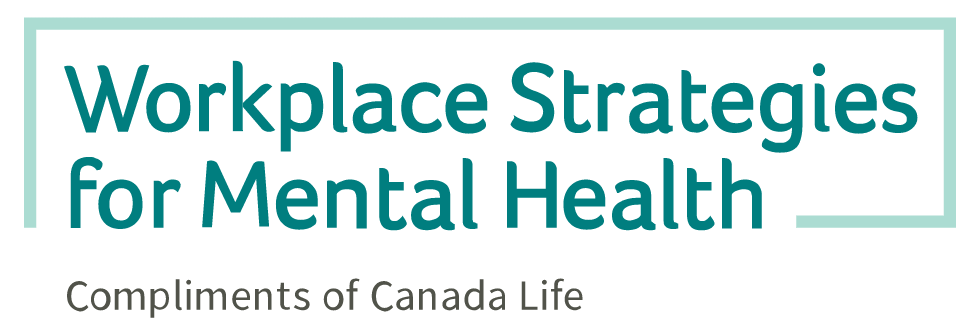 Workplace Strategies
for Mental Health
Compliments of Canada Life